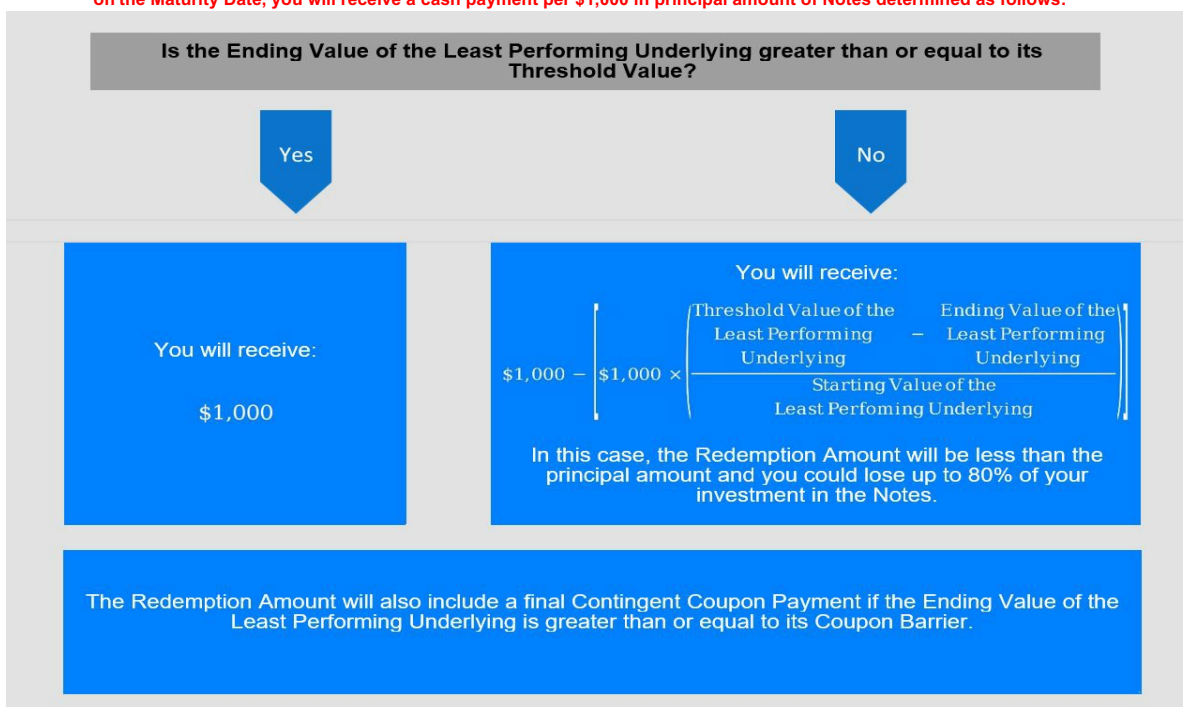 on the Maturity Date, you will receive a cash payment per $1,000 in principal amount of Notes determined as follows:
Is the Ending Value of the Least Performing Underlying greater than or equal to its
Threshold Value?
Yes
No
You will receive:
$1,000
You will receive:
$1,000 − [$1,000 × (
Threshold Value of the
Least Performing
Underlying
−
Ending Value of the
Least Performing
Underlying
Starting Value of the
Least Perfoming Underlying
)]
In this case, the Redemption Amount will be less than the
principal amount and you could lose up to 80% of your
investment in the Notes.
The Redemption Amount will also include a final Contingent Coupon Payment if the Ending Value of the
Least Performing Underlying is greater than or equal to its Coupon Barrier.